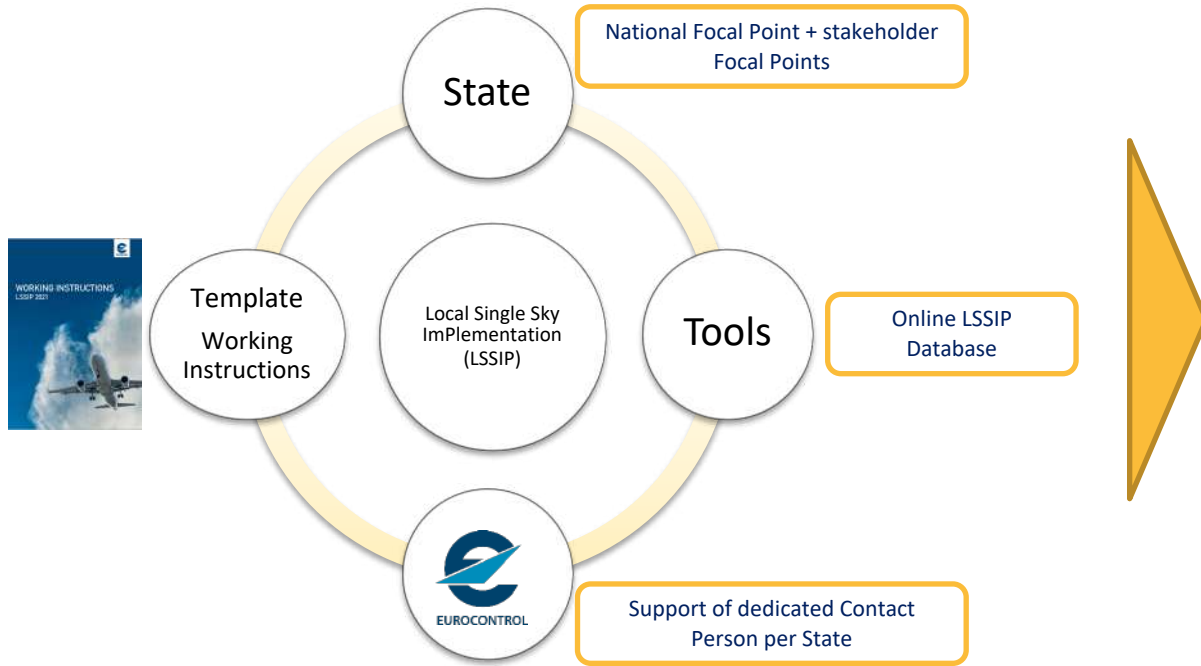 National Focal Point + stakeholder
Focal Points
State
WORKING INSTRUCTIONS
LSSIP 2021
Template
Working
Instructions
Local Single Sky
ImPlementation
(LSSIP)
Tools
Online LSSIP
Database
EUROCONTROL
Support of dedicated Contact
Person per State